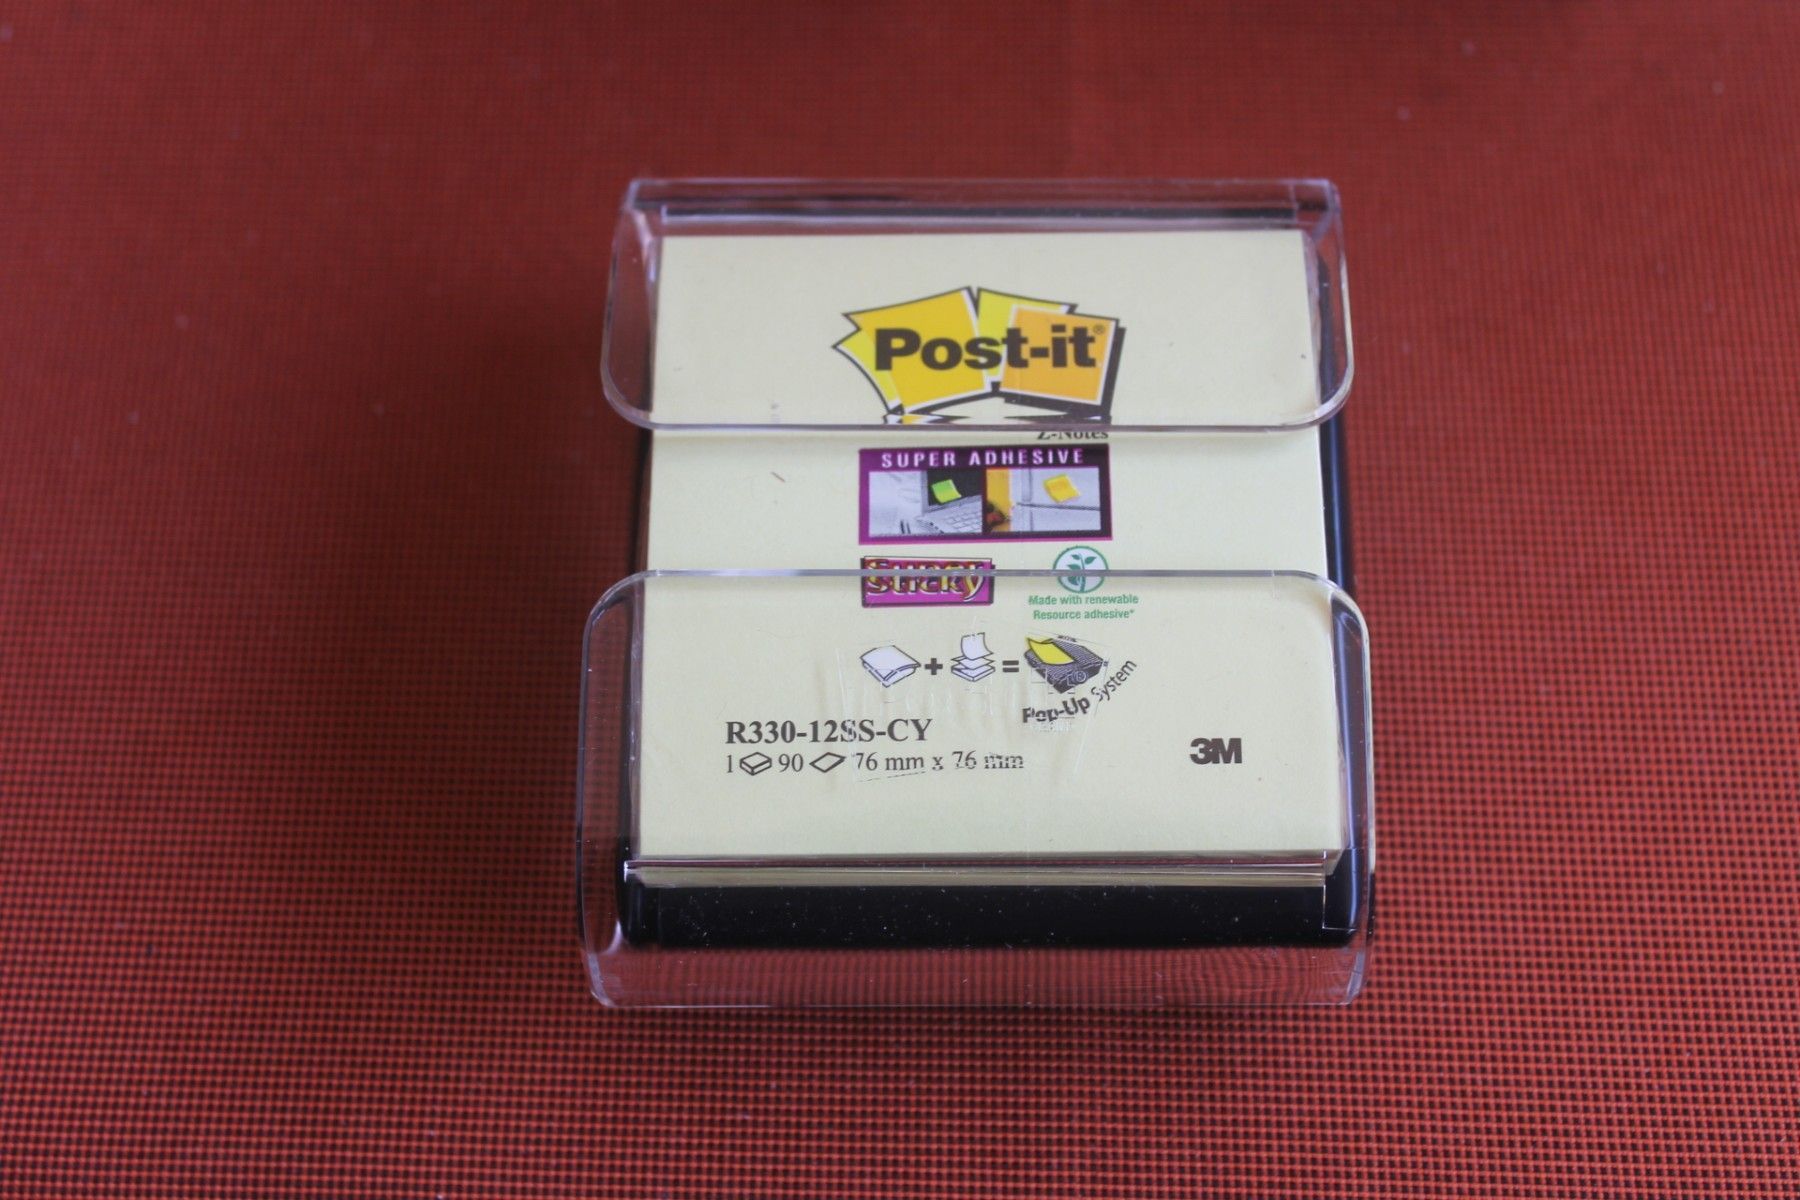 Post-it®
Z-Notes
SUPER ADHESIVE
Super
Sticky
Made with renewable
Resource adhesive*
+ =
Pop-Up System
R330-12SS-CY
1 90 76 mm x 76 mm
3M